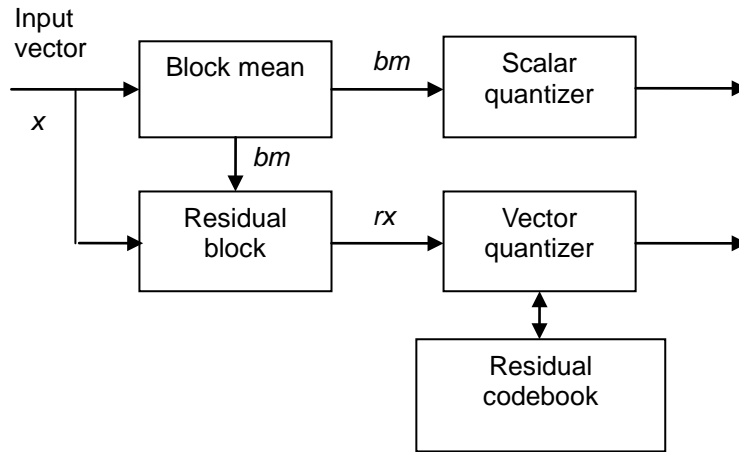 Input
vector
Block mean
bm
Scalar
quantizer
x
bm
Residual
block
rx
Vector
quantizer
Residual
codebook